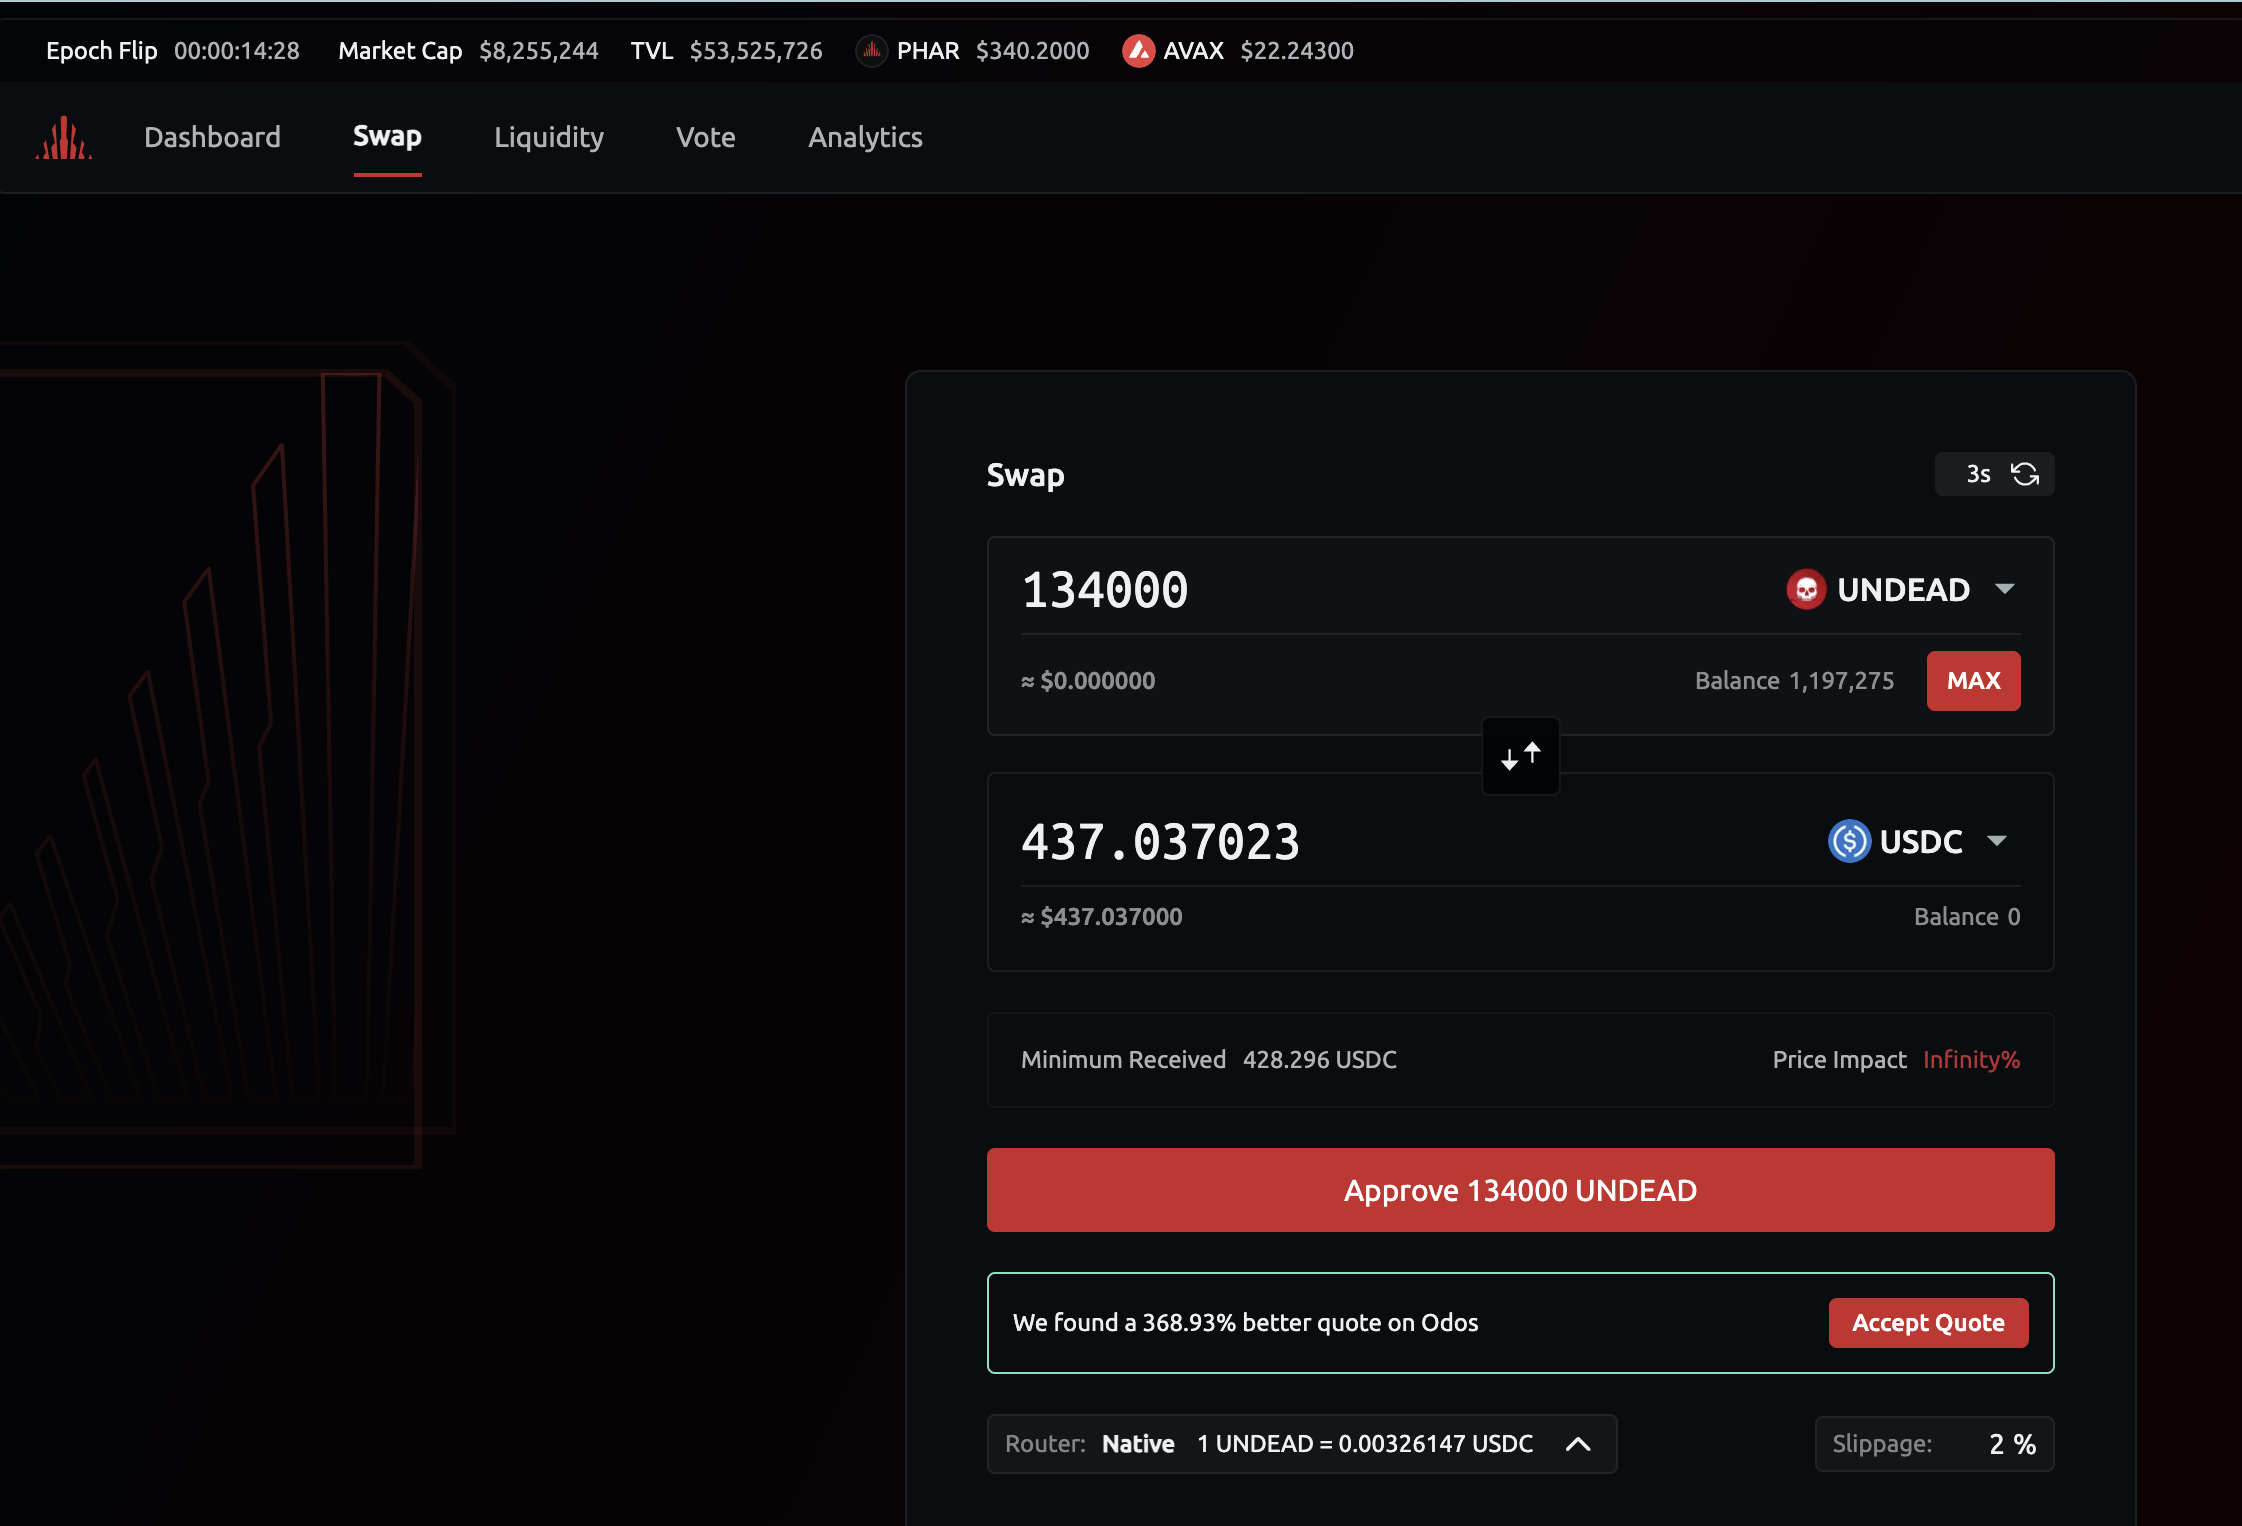 Epoch Flip 00:00:14:28 Market Cap $8,255,244 TVL $53,525,726 PHAR $340.2000 AVAX $22.24300
Dashboard Swap Liquidity Vote Analytics
Swap 3s
134000 UNDEAD
≈ $0.000000 Balance 1,197,275 MAX
437.037023 USDC
≈ $437.037000 Balance 0
Minimum Received 428.296 USDC Price Impact Infinity%
Approve 134000 UNDEAD
We found a 368.93% better quote on Odos Accept Quote
Router: Native 1 UNDEAD = 0.00326147 USDC Slippage: 2 %